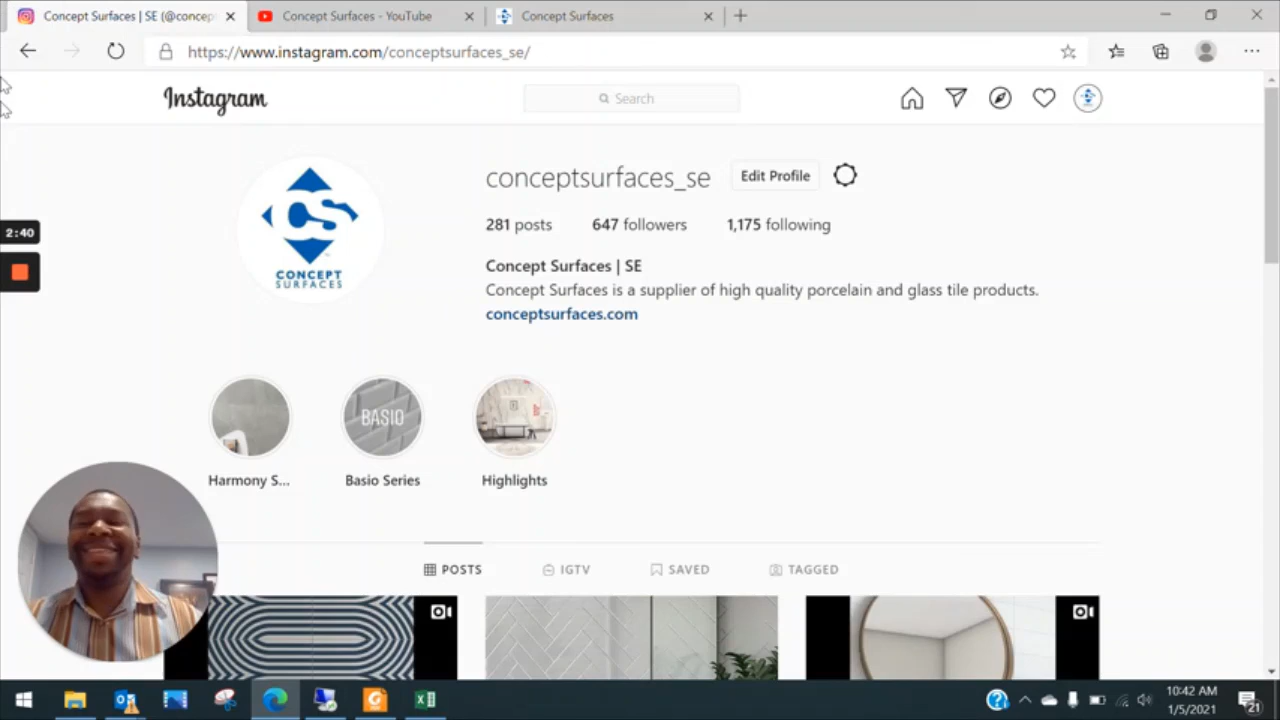 Concept Surfaces | SE (@concep
Concept Surfaces - YouTube
Concept Surfaces
https://www.instagram.com/conceptsurfaces_se/
Instagram
Search
conceptsurfaces_se
Edit Profile
281 posts
647 followers
1,175 following
Concept Surfaces | SE
Concept Surfaces is a supplier of high quality porcelain and glass tile products.
conceptsurfaces.com
CS
CONCEPT
SURFACES
2:40
BASIO
Harmony S...
Basio Series
Highlights
POSTS
IGTV
SAVED
TAGGED
10:42 AM
1/5/2021
21